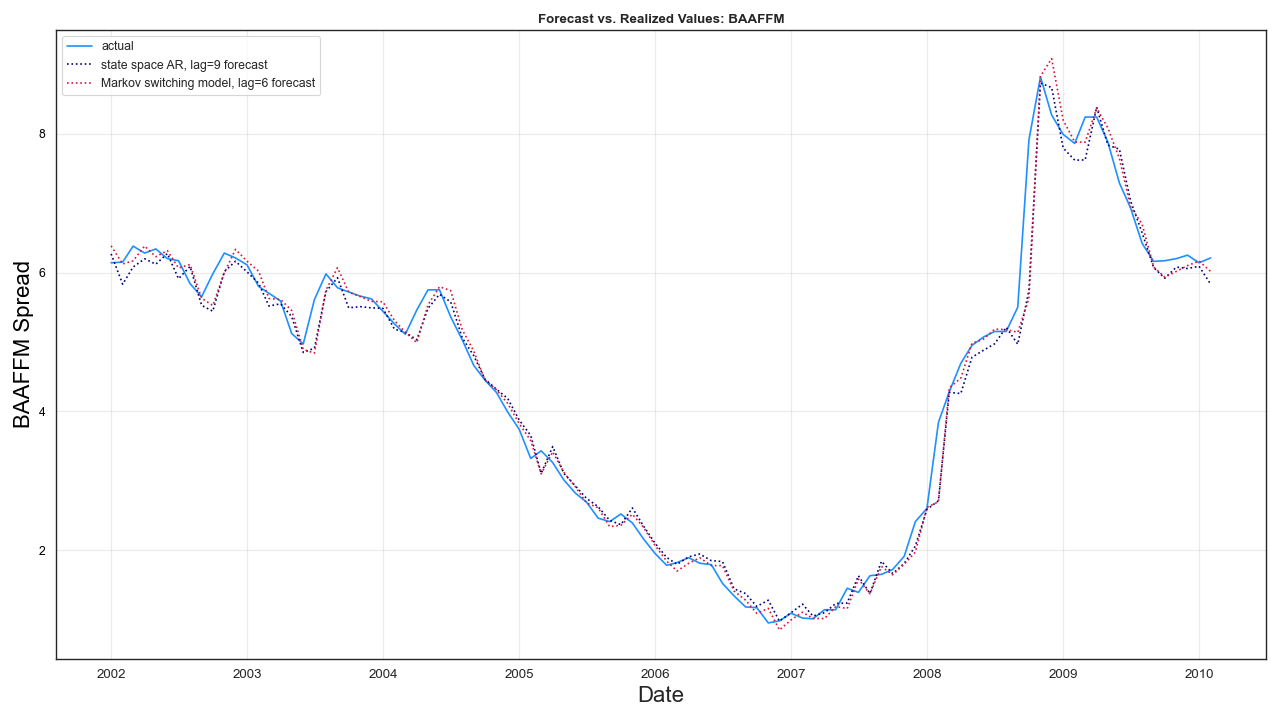 Forecast vs. Realized Values: BAAFFM
actual
state space AR, lag=9 forecast
Markov switching model, lag=6 forecast
BAAFFM Spread
8
6
4
2
2002 2003 2004 2005 2006 2007 2008 2009 2010
Date